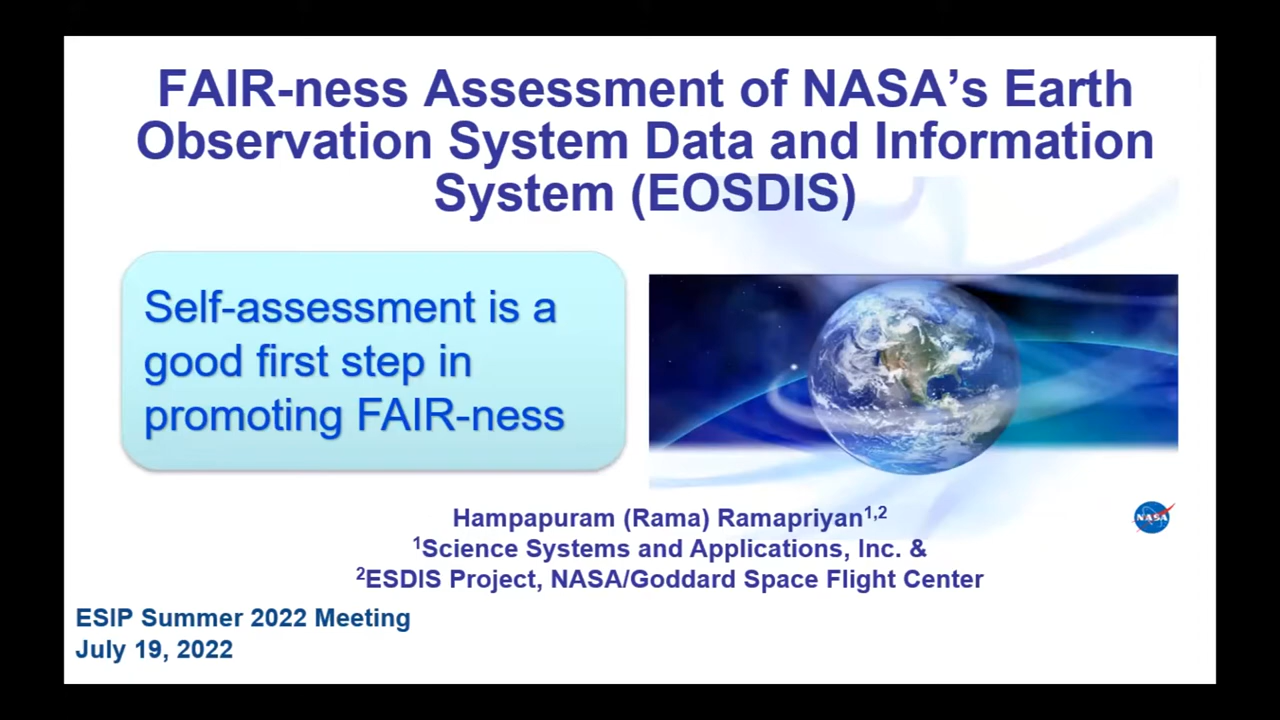 FAIR-ness Assessment of NASA’s Earth
Observation System Data and Information
System (EOSDIS)
Self-assessment is a
good first step in
promoting FAIR-ness
Hampapuram (Rama) Ramapriyan1,2
1Science Systems and Applications, Inc. &
2ESDIS Project, NASA/Goddard Space Flight Center
NASA
ESIP Summer 2022 Meeting
July 19, 2022